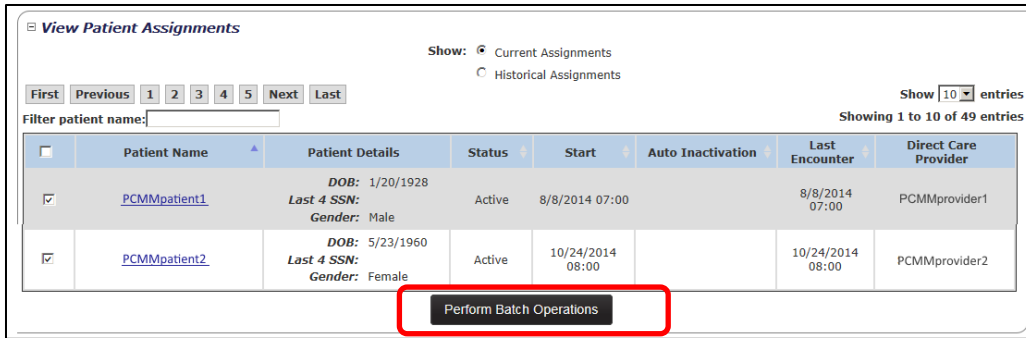 View Patient Assignments
Show: Current Assignments
Historical Assignments
First Previous 1 2 3 4 5 Next Last
Show 10 entries
Filter patient name:
Showing 1 to 10 of 49 entries
Patient Name Patient Details Status Start Auto Inactivation Last Encounter Direct Care Provider
PCMMpatient1 DOB: 1/20/1928 Last 4 SSN: Gender: Male Active 8/8/2014 07:00 8/8/2014 07:00 PCMMprovider1
PCMMpatient2 DOB: 5/23/1960 Last 4 SSN: Gender: Female Active 10/24/2014 08:00 10/24/2014 08:00 PCMMprovider2
Perform Batch Operations